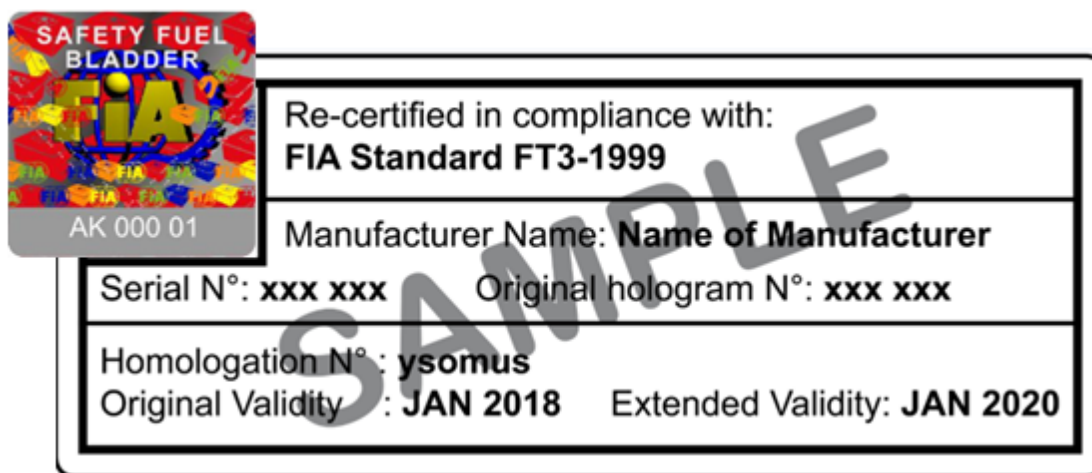 SAFETY FUEL
BLADDER
FIA
AK 000 01
Re-certified in compliance with:
FIA Standard FT3-1999
Manufacturer Name: Name of Manufacturer
Serial N°: xxx xxx Original hologram N°: xxx xxx
Homologation N° : ysomus
Original Validity : JAN 2018 Extended Validity: JAN 2020
SAMPLE